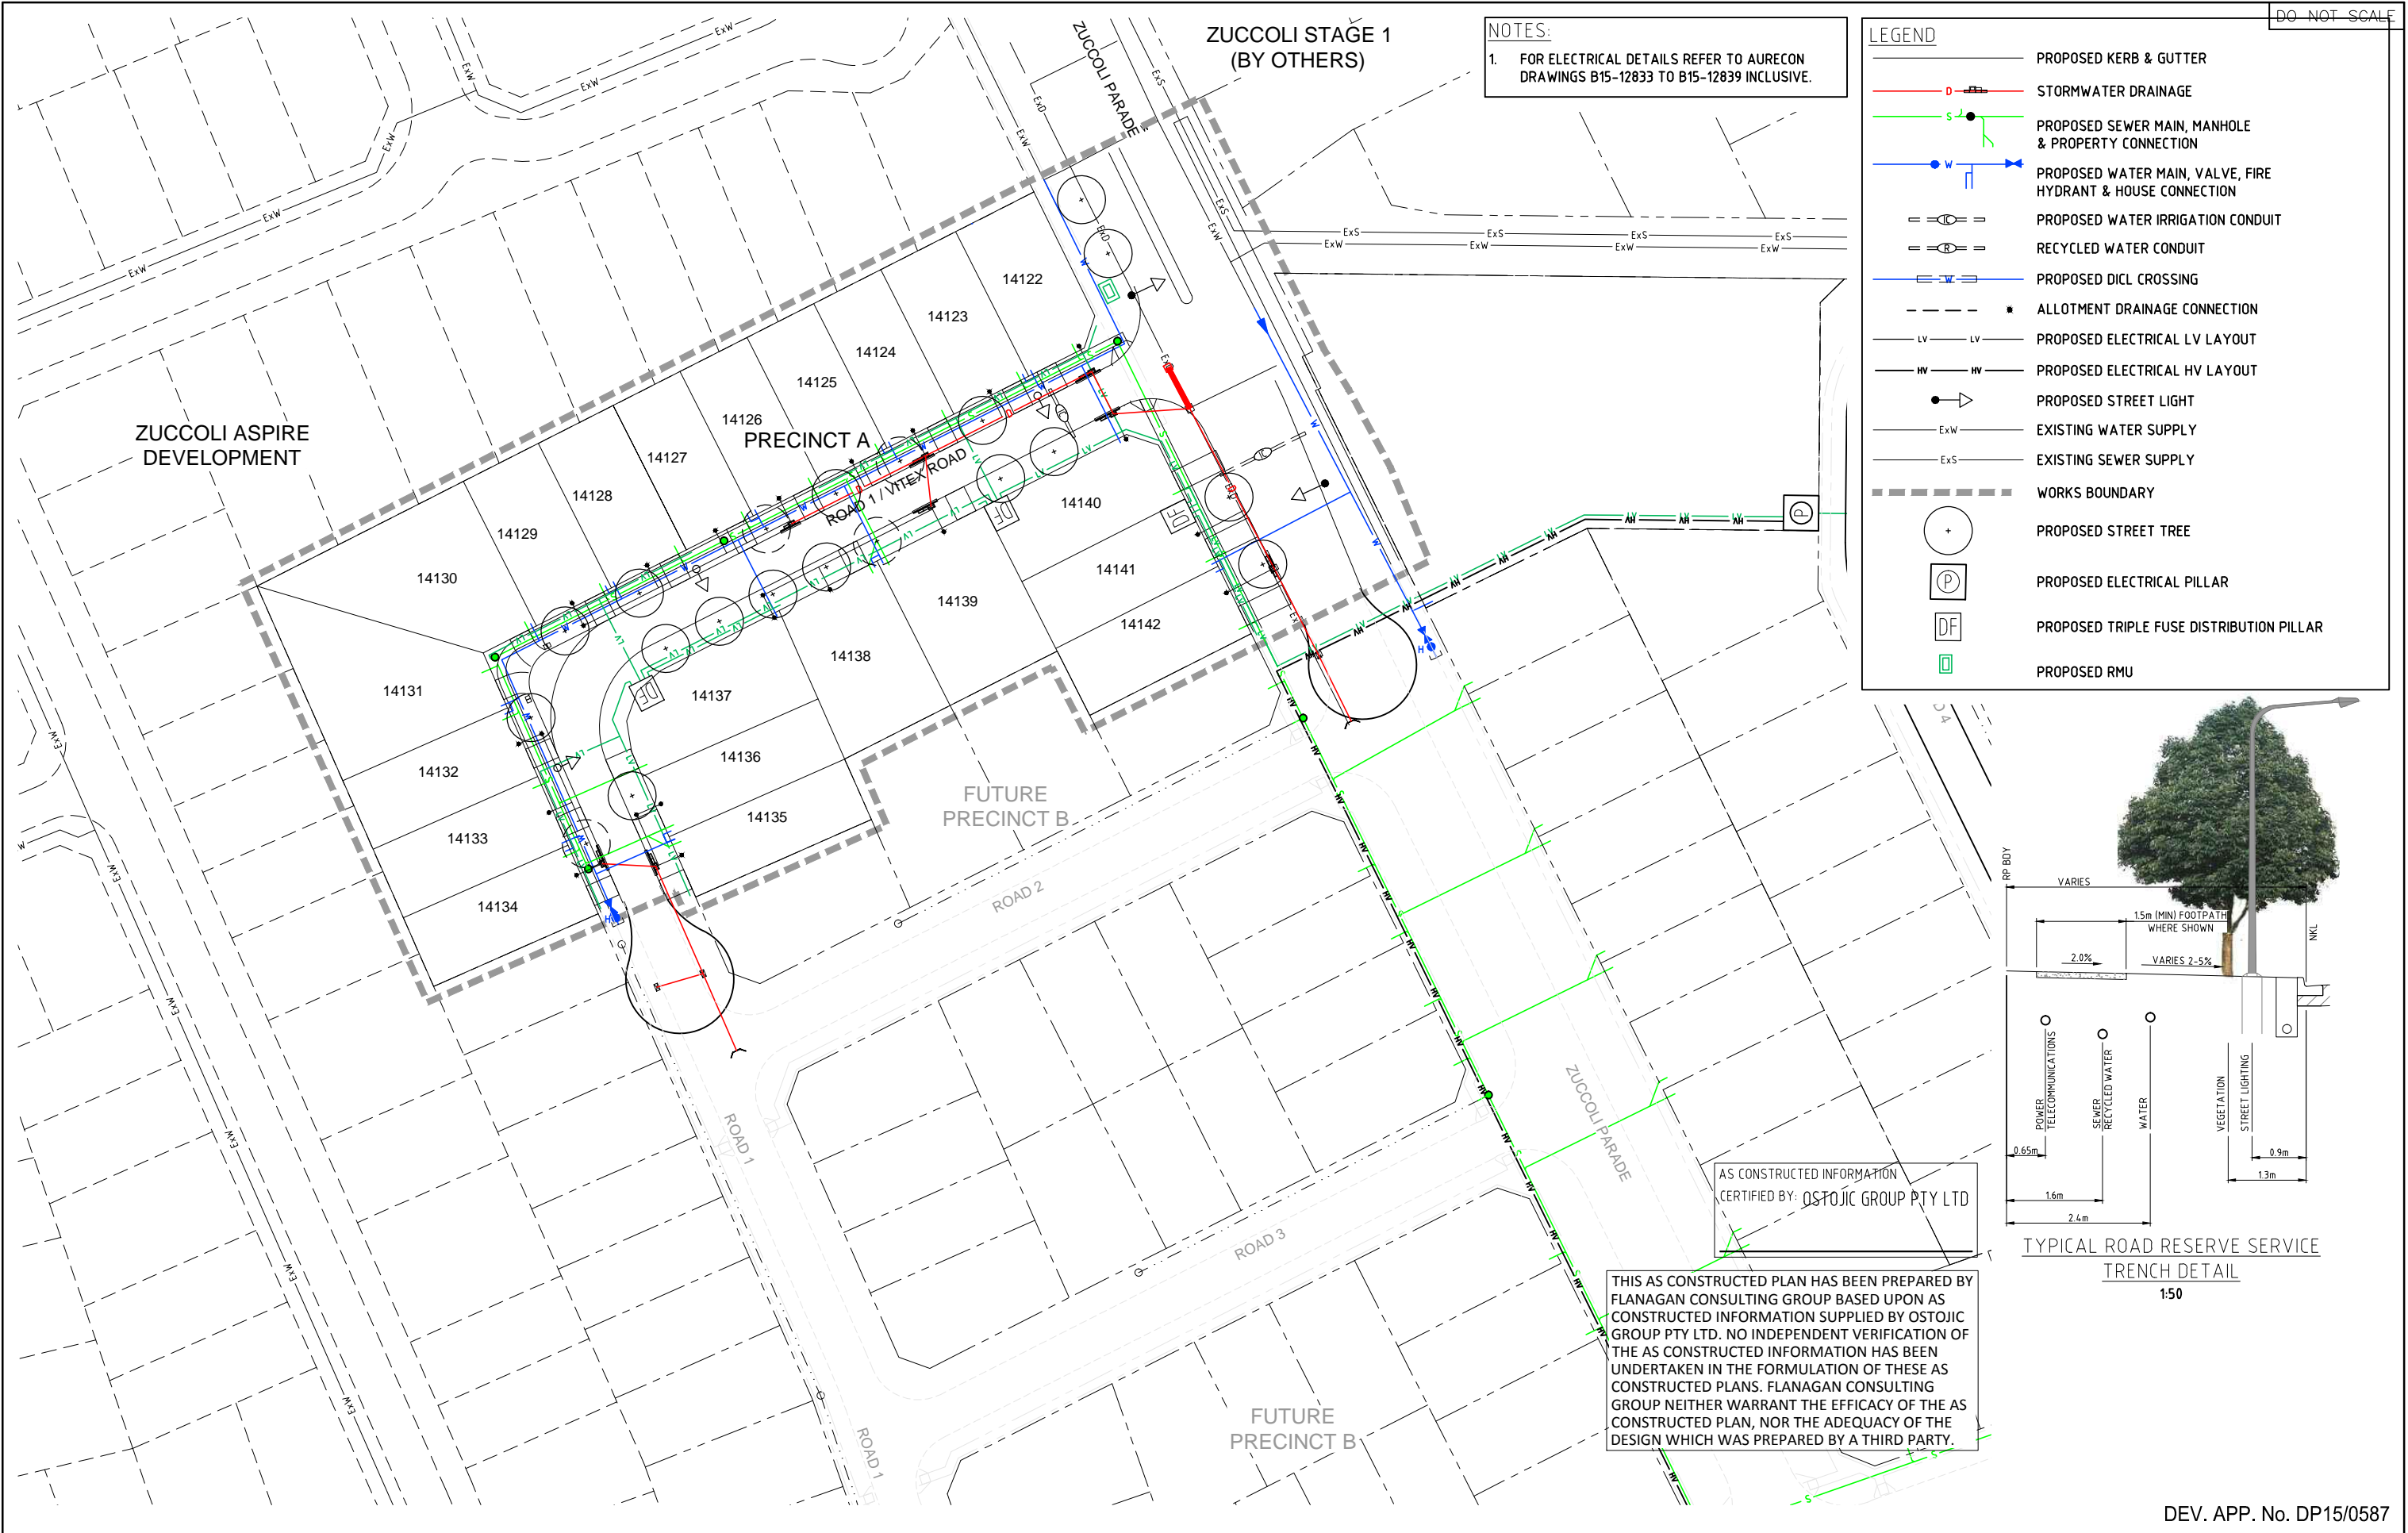 DO NOT SCALE
ZUCCOLI STAGE 1
(BY OTHERS)
ZUCCOLI PARADE
NOTES:
1. FOR ELECTRICAL DETAILS REFER TO AURECON
DRAWINGS B15-12833 TO B15-12839 INCLUSIVE.
LEGEND
PROPOSED KERB & GUTTER
D
STORMWATER DRAINAGE
S
PROPOSED SEWER MAIN, MANHOLE
& PROPERTY CONNECTION
W
PROPOSED WATER MAIN, VALVE, FIRE
HYDRANT & HOUSE CONNECTION
PROPOSED WATER IRRIGATION CONDUIT
R
RECYCLED WATER CONDUIT
W
PROPOSED DICL CROSSING
ALLOTMENT DRAINAGE CONNECTION
LV LV
PROPOSED ELECTRICAL LV LAYOUT
HV HV
PROPOSED ELECTRICAL HV LAYOUT
PROPOSED STREET LIGHT
ExW
EXISTING WATER SUPPLY
ExS
EXISTING SEWER SUPPLY
WORKS BOUNDARY
PROPOSED STREET TREE
P
PROPOSED ELECTRICAL PILLAR
DF
PROPOSED TRIPLE FUSE DISTRIBUTION PILLAR
PROPOSED RMU
ZUCCOLI ASPIRE
DEVELOPMENT
PRECINCT A
ROAD 1 / VITEX ROAD
14122
14123
14124
14125
14126
14127
14128
14129
14130
14131
14132
14133
14134
14135
14136
14137
14138
14139
14140
14141
14142
DF
DF
DF
P
FUTURE
PRECINCT B
ROAD 2
ROAD 1
ROAD 3
ZUCCOLI PARADE
ROAD 1
FUTURE
PRECINCT B
RP BDY
VARIES
1.5m (MIN) FOOTPATH
WHERE SHOWN
NKL
2.0%
VARIES 2-5%
POWER
TELECOMMUNICATIONS
SEWER
RECYCLED WATER
WATER
VEGETATION
STREET LIGHTING
0.65m
0.9m
1.3m
1.6m
2.4m
TYPICAL ROAD RESERVE SERVICE
TRENCH DETAIL
1:50
AS CONSTRUCTED INFORMATION
CERTIFIED BY: OSTOJIC GROUP PTY LTD
THIS AS CONSTRUCTED PLAN HAS BEEN PREPARED BY
FLANAGAN CONSULTING GROUP BASED UPON AS
CONSTRUCTED INFORMATION SUPPLIED BY OSTOJIC
GROUP PTY LTD. NO INDEPENDENT VERIFICATION OF
THE AS CONSTRUCTED INFORMATION HAS BEEN
UNDERTAKEN IN THE FORMULATION OF THESE AS
CONSTRUCTED PLANS. FLANAGAN CONSULTING
GROUP NEITHER WARRANT THE EFFICACY OF THE AS
CONSTRUCTED PLAN, NOR THE ADEQUACY OF THE
DESIGN WHICH WAS PREPARED BY A THIRD PARTY.
DEV. APP. No. DP15/0587